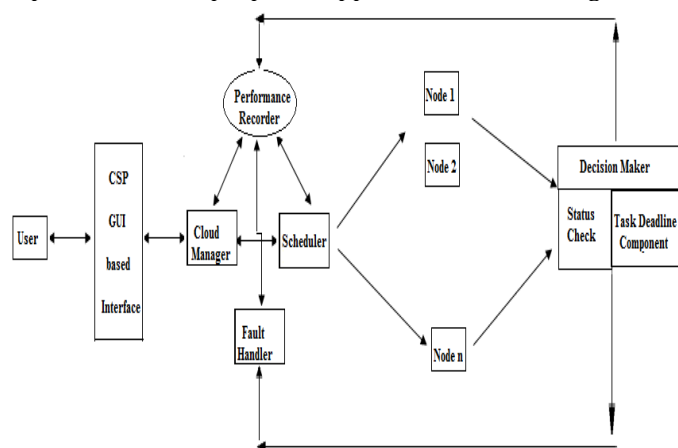 Performance
Recorder
Node 1
Node 2
CSP
GUI
based
Interface
User
Cloud
Manager
Scheduler
Decision Maker
Status
Check
Task Deadline
Component
Fault
Handler
Node n